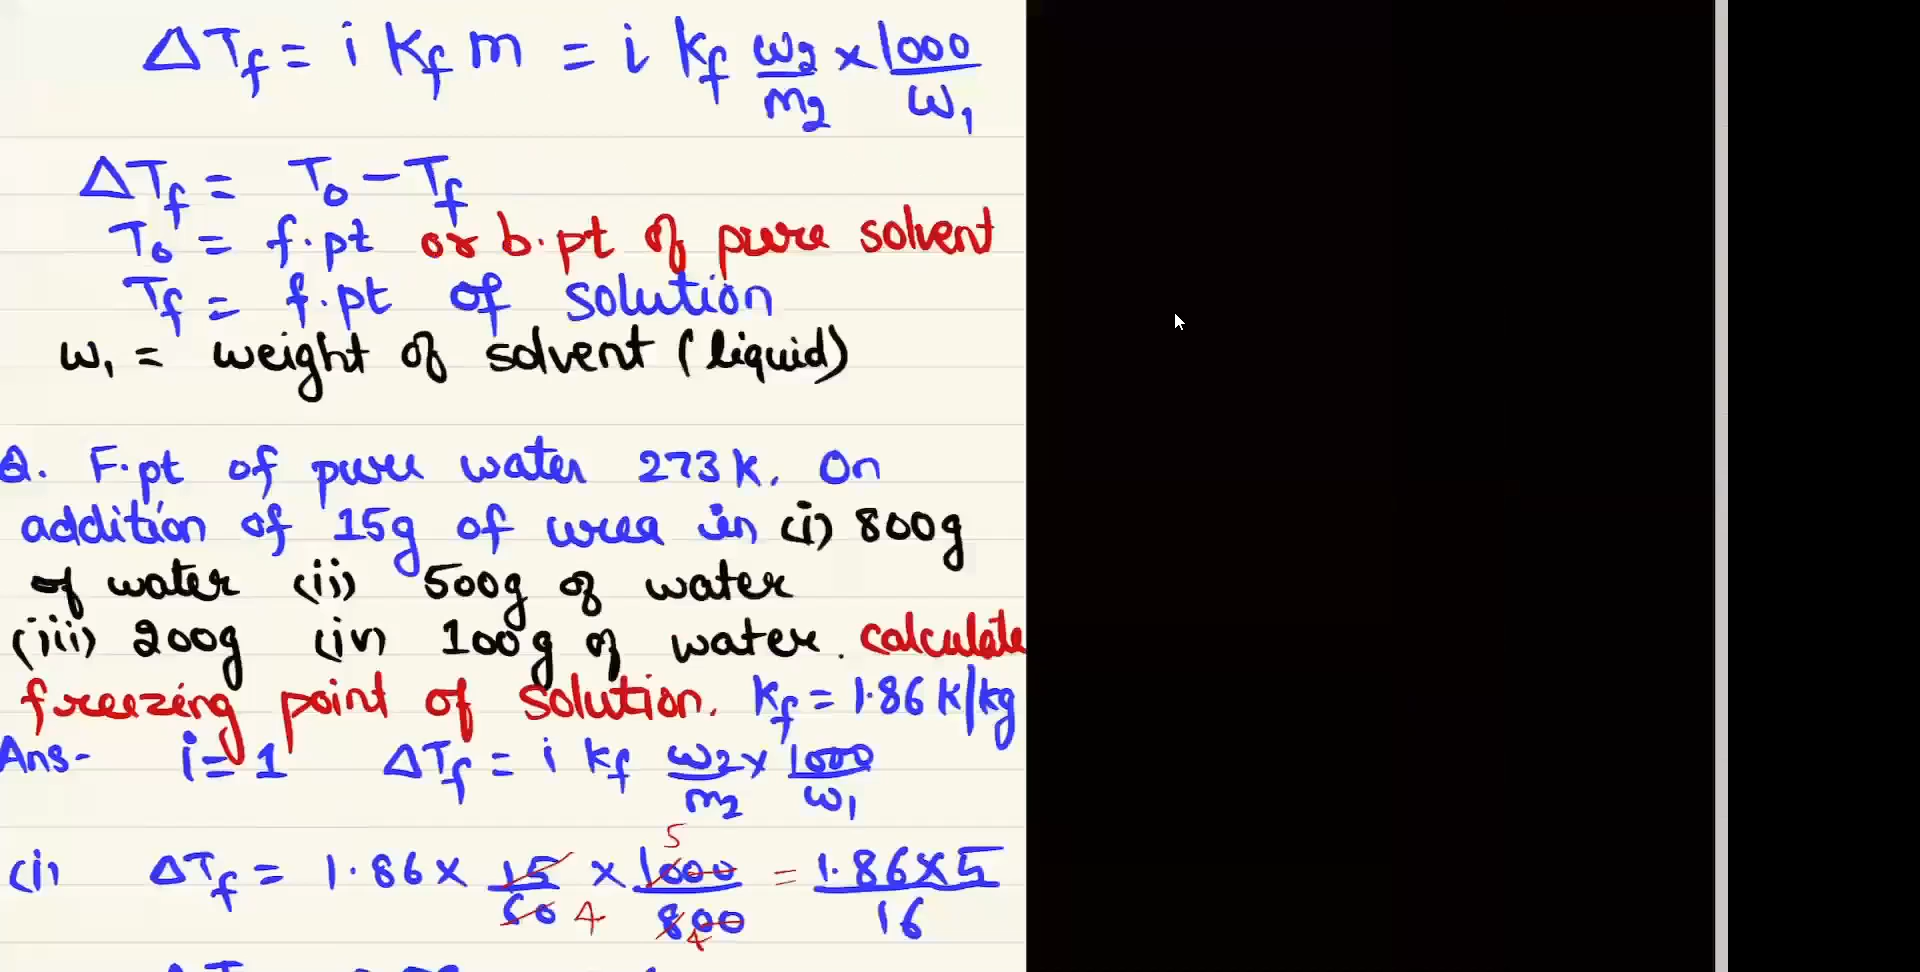 ΔTf = i Kf m = i Kf w2/m2 × 1000/w1
ΔTf = To - Tf
To = f.pt or b.pt of pure solvent
Tf = f.pt of solution
w1 = weight of solvent (liquid)
Q. F.pt of pure water 273K. On
addition of 15g of urea in (i) 800g
of water (ii) 500g of water
(iii) 200g (iv) 100g of water. calculate
freezing point of solution. Kf = 1.86 K/kg
Ans- i = 1 ΔTf = i Kf w2/m2 × 1000/w1
(i) ΔTf = 1.86 × 15/60 4 × 1000 5/800 4 = 1.86×5/16